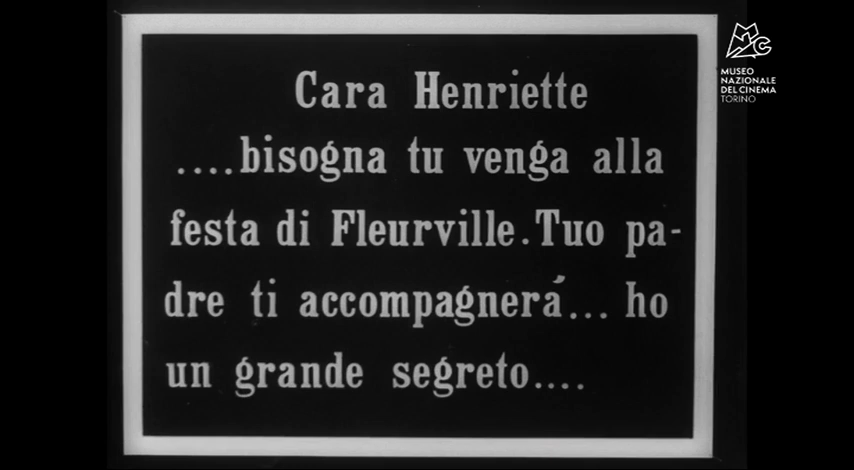 Cara Henriette
....bisogna tu venga alla
festa di Fleurville. Tuo pa-
dre ti accompagnerá... ho
un grande segreto....
MUSEO
NAZIONALE
DEL CINEMA
TORINO